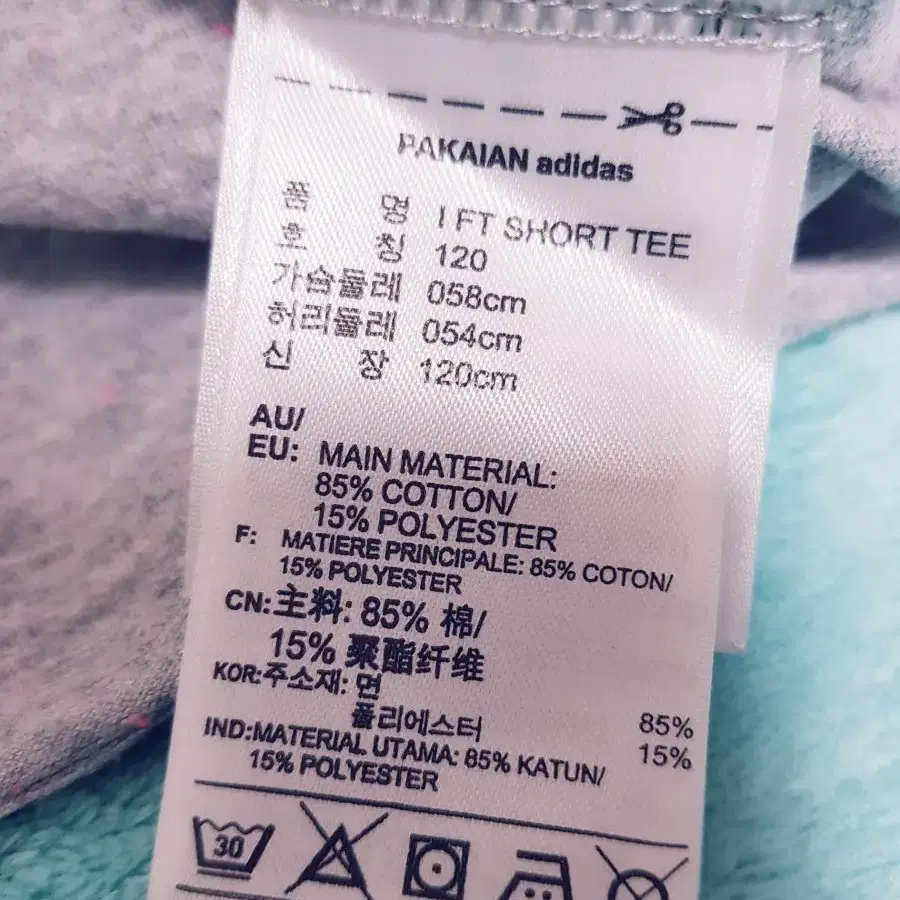 PAKAIAN adidas
품 명 I FT SHORT TEE
호 칭 120
가슴둘레 058cm
허리둘레 054cm
신 장 120cm
AU/
EU: MAIN MATERIAL:
85% COTTON/
15% POLYESTER
F: MATIERE PRINCIPALE: 85% COTON/
15% POLYESTER
CN:主料: 85% 棉/
15% 聚酯纤维
KOR:주소재: 면 85%
폴리에스터 15%
IND:MATERIAL UTAMA: 85% KATUN/
15% POLYESTER
30